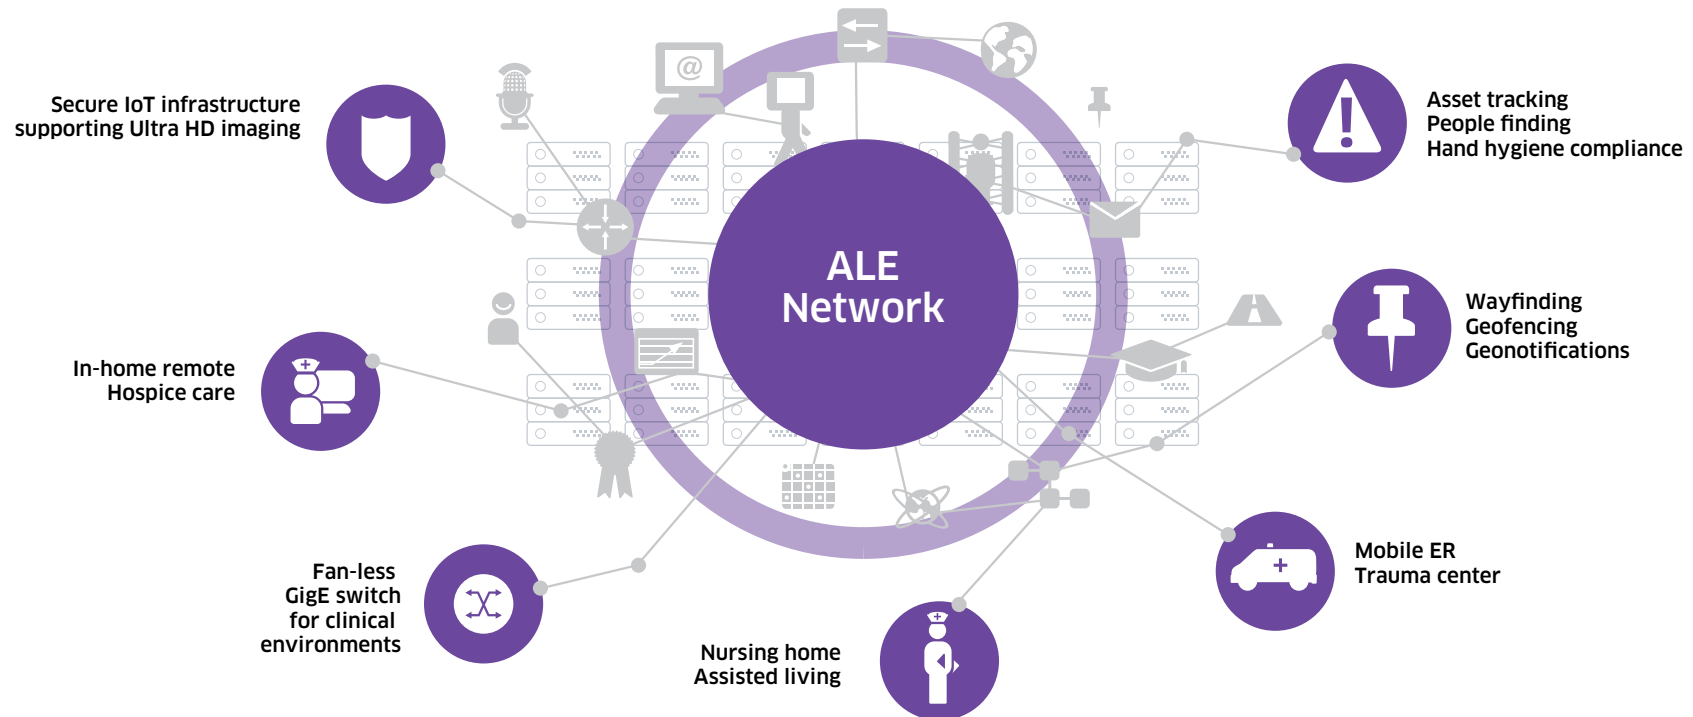 Secure IoT infrastructure
supporting Ultra HD imaging
@
Asset tracking
People finding
Hand hygiene compliance
ALE
Network
Wayfinding
Geofencing
Geonotifications
In-home remote
Hospice care
Fan-less
GigE switch
for clinical
environments
Mobile ER
Trauma center
Nursing home
Assisted living